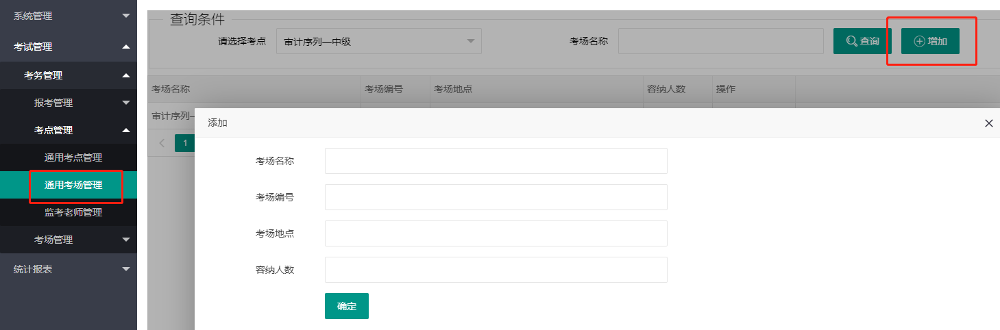 系统管理
考试管理
考务管理
报考管理
考点管理
通用考点管理
通用考场管理
监考老师管理
考场管理
统计报表
查询条件
请选择考点 审计序列—中级 考场名称 查询 增加
考场名称 考场编号 考场地点 容纳人数 操作
审计序列—
1
添加
考场名称
考场编号
考场地点
容纳人数
确定